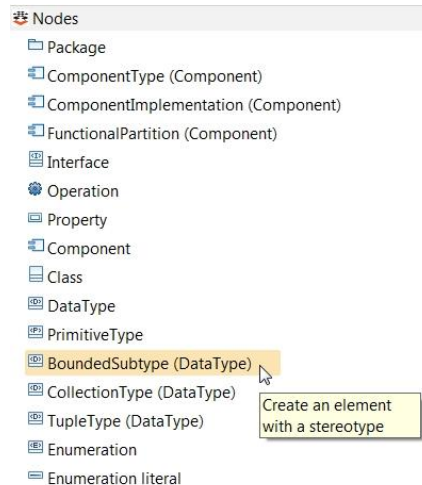 Nodes
Package
ComponentType (Component)
ComponentImplementation (Component)
FunctionalPartition (Component)
Interface
Operation
Property
Component
Class
DataType
PrimitiveType
BoundedSubtype (DataType)
CollectionType (DataType)
Create an element
with a stereotype
TupleType (DataType)
Enumeration
Enumeration literal